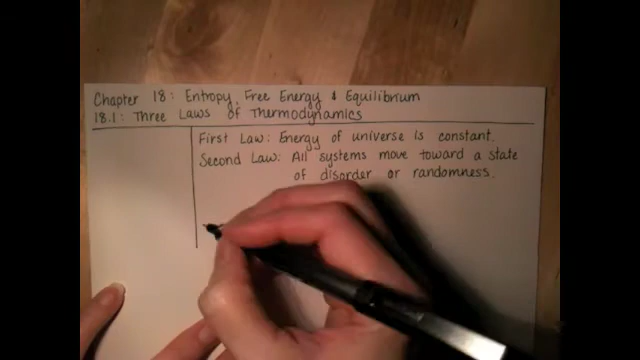 Chapter 18: Entropy, Free Energy & Equilibrium
18.1: Three Laws of Thermodynamics
First Law: Energy of universe is constant.
Second Law: All systems move toward a state
of disorder or randomness.